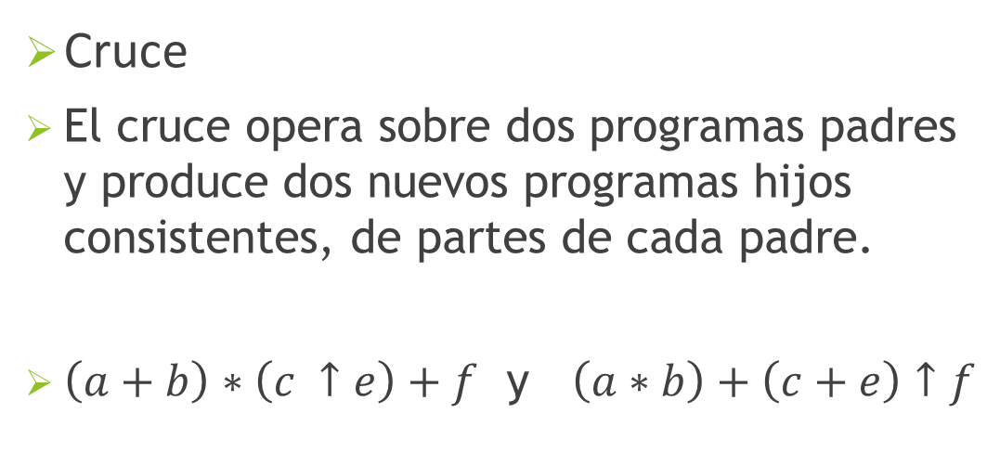 Cruce
El cruce opera sobre dos programas padres
y produce dos nuevos programas hijos
consistentes, de partes de cada padre.
(a + b) ∗ (c ↑ e) + f y (a ∗ b) + (c + e) ↑ f